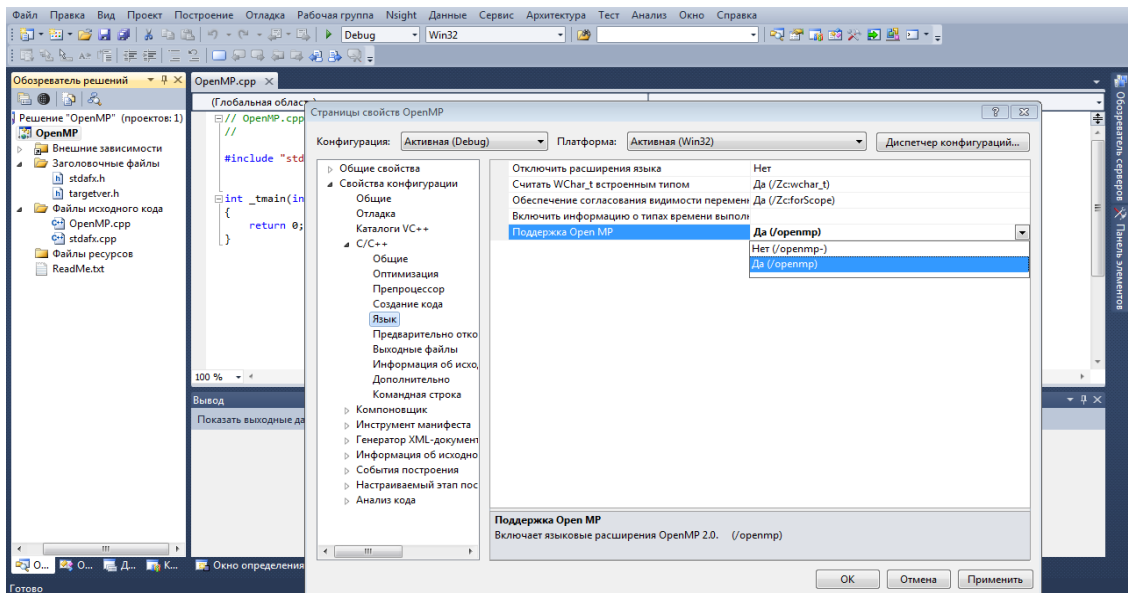 Файл Правка Вид Проект Построение Отладка Рабочая группа Nsight Данные Сервис Архитектура Тест Анализ Окно Справка
Debug Win32
Обозреватель решений
OpenMP.cpp
Решение "OpenMP" (проектов: 1)
OpenMP
Внешние зависимости
Заголовочные файлы
stdafx.h
targetver.h
Файлы исходного кода
OpenMP.cpp
stdafx.cpp
Файлы ресурсов
ReadMe.txt
(Глобальная област
// OpenMP.cpp
//
#include "std
int _tmain(in
{
return 0;
}
100 %
Вывод
Показать выходные да
Страницы свойств OpenMP
Конфигурация: Активная (Debug) Платформа: Активная (Win32) Диспетчер конфигураций...
Общие свойства
Свойства конфигурации
Общие
Отладка
Каталоги VC++
C/C++
Общие
Оптимизация
Препроцессор
Создание кода
Язык
Предварительно отко
Выходные файлы
Информация об исхо
Дополнительно
Командная строка
Компоновщик
Инструмент манифеста
Генератор XML-документ
Информация об исходно
События построения
Настраиваемый этап пос
Анализ кода
Отключить расширения языка Нет
Считать WChar_t встроенным типом Да (/Zc:wchar_t)
Обеспечение согласования видимости перемен Да (/Zc:forScope)
Включить информацию о типах времени выполн
Поддержка Open MP Да (/openmp)
Нет (/openmp-)
Да (/openmp)
Поддержка Open MP
Включает языковые расширения OpenMP 2.0. (/openmp)
OK Отмена Применить
Обозреватель серверов
Панель элементов
О... О... Д... К... Окно определения
Готово